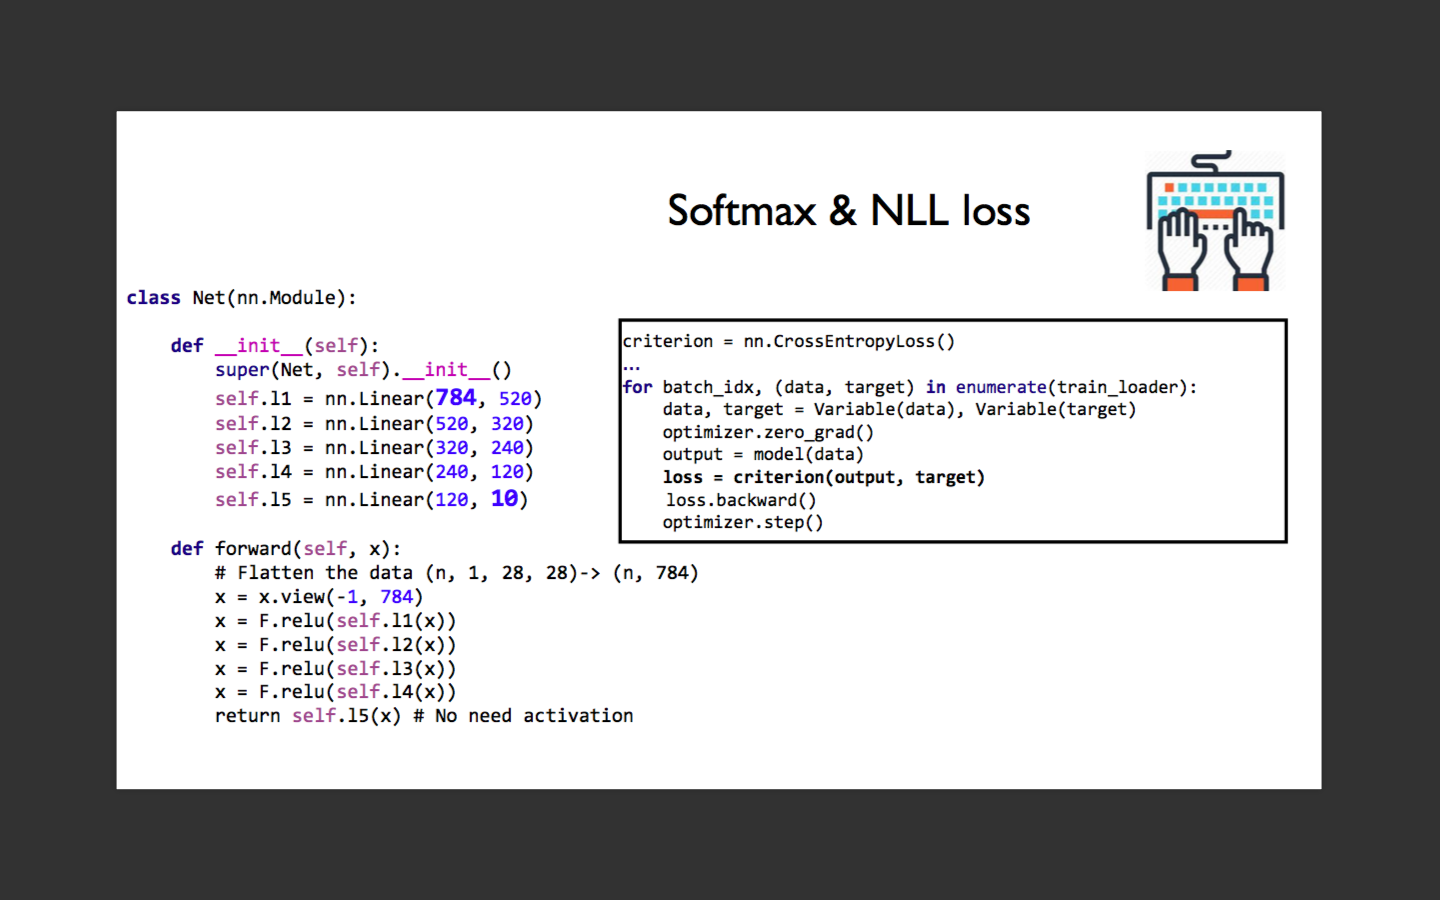 Softmax & NLL loss
class Net(nn.Module):
def __init__(self):
super(Net, self).__init__()
self.l1 = nn.Linear(784, 520)
self.l2 = nn.Linear(520, 320)
self.l3 = nn.Linear(320, 240)
self.l4 = nn.Linear(240, 120)
self.l5 = nn.Linear(120, 10)
def forward(self, x):
# Flatten the data (n, 1, 28, 28)-> (n, 784)
x = x.view(-1, 784)
x = F.relu(self.l1(x))
x = F.relu(self.l2(x))
x = F.relu(self.l3(x))
x = F.relu(self.l4(x))
return self.l5(x) # No need activation
criterion = nn.CrossEntropyLoss()
…
for batch_idx, (data, target) in enumerate(train_loader):
data, target = Variable(data), Variable(target)
optimizer.zero_grad()
output = model(data)
loss = criterion(output, target)
loss.backward()
optimizer.step()